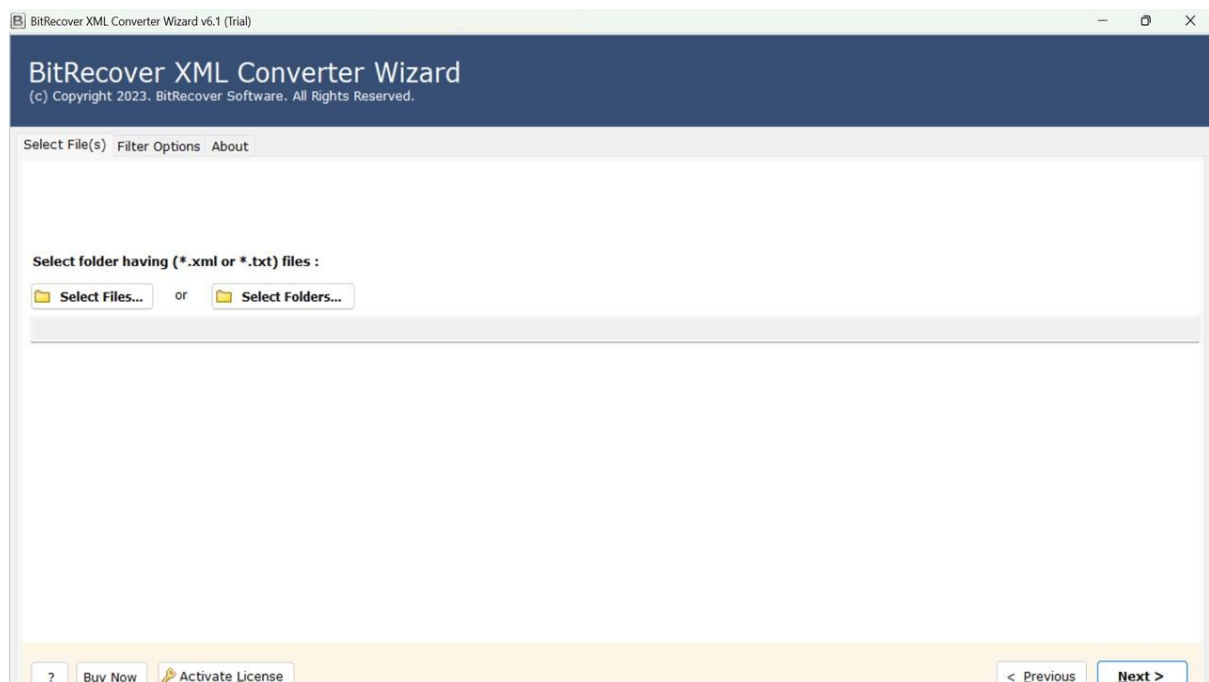 BitRecover XML Converter Wizard v6.1 (Trial)
BitRecover XML Converter Wizard
(c) Copyright 2023. BitRecover Software. All Rights Reserved.
Select File(s) Filter Options About
Select folder having (*.xml or *.txt) files :
Select Files... or Select Folders...
? Buy Now Activate License < Previous Next >